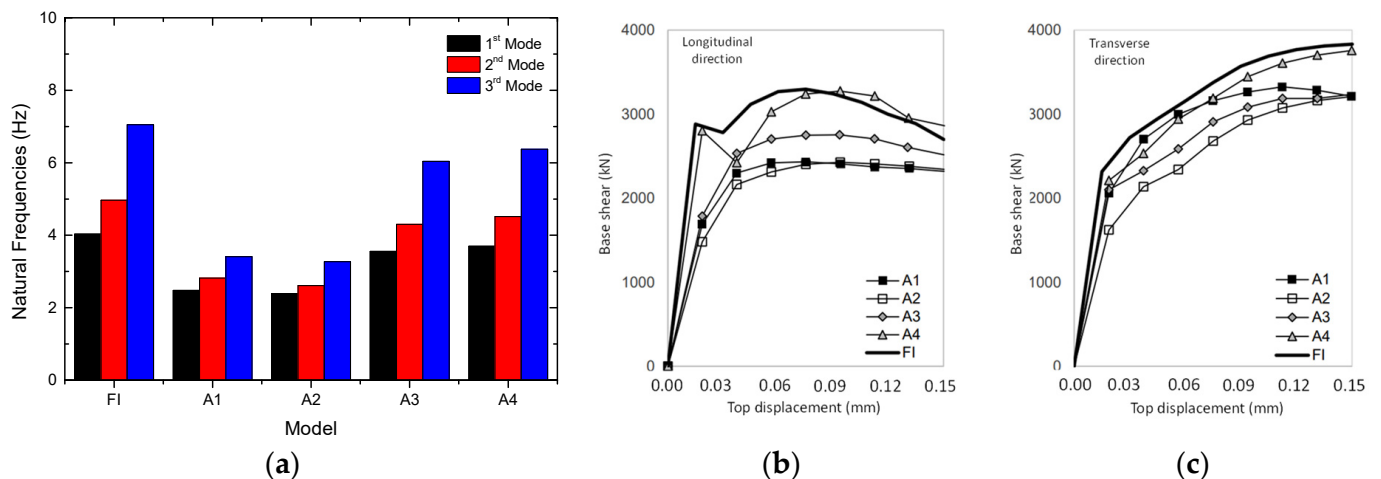 10
8
6
4
2
0
Natural Frequencies (Hz)
1st Mode
2nd Mode
3rd Mode
FI A1 A2 A3 A4
Model
(a)
4000
3000
2000
1000
0
Base shear (kN)
Longitudinal
direction
A1
A2
A3
A4
FI
0.00 0.03 0.06 0.09 0.12 0.15
Top displacement (mm)
(b)
4000
3000
2000
1000
0
Base shear (kN)
Transverse
direction
A1
A2
A3
A4
FI
0.00 0.03 0.06 0.09 0.12 0.15
Top displacement (mm)
(c)